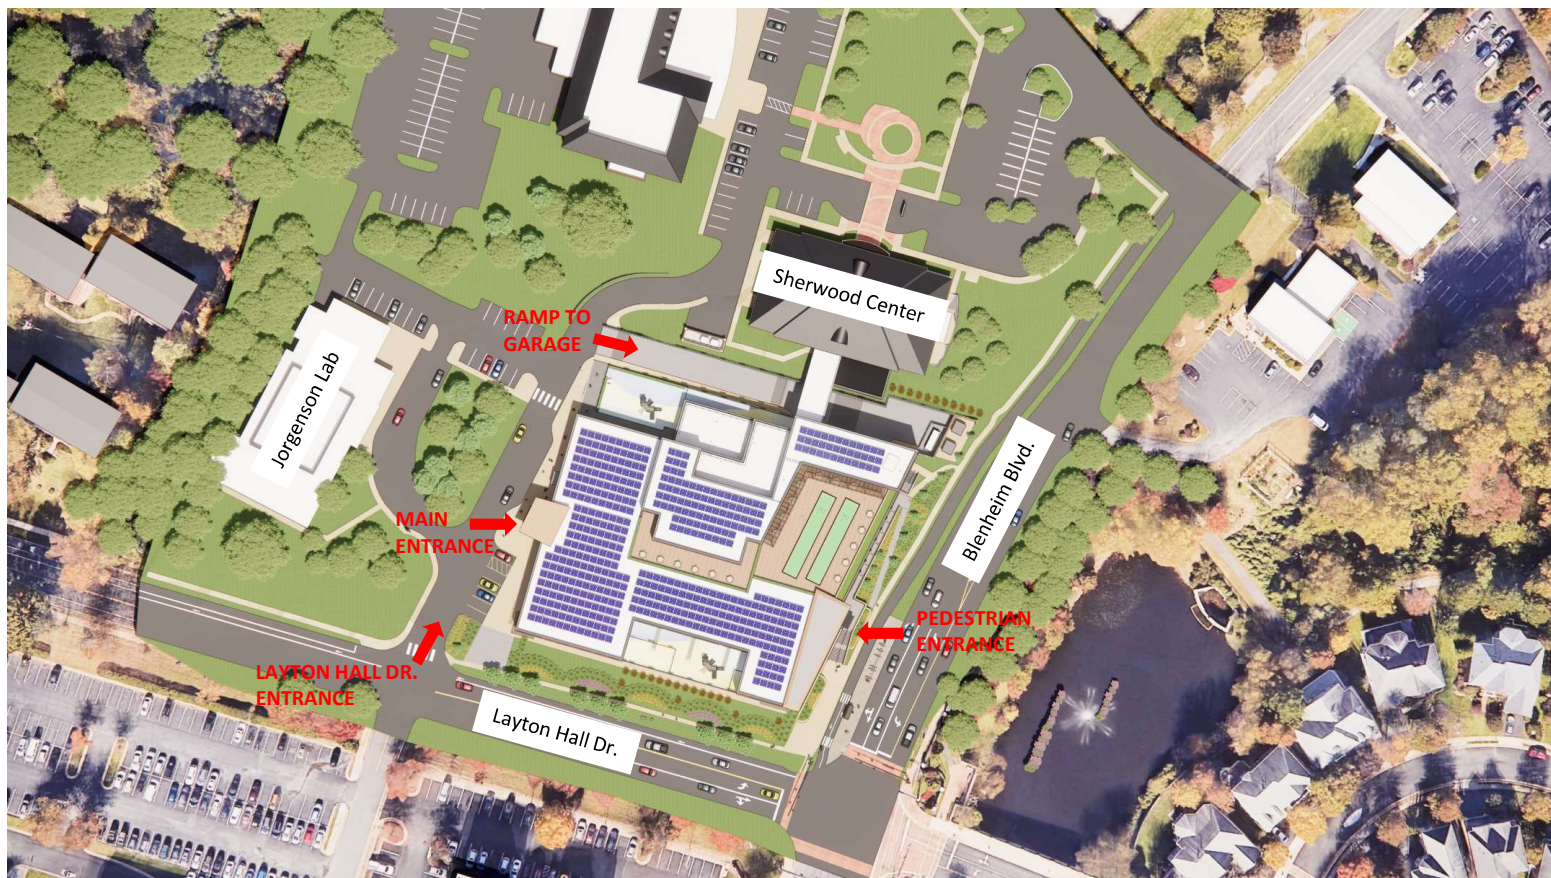 Sherwood Center
RAMP TO
GARAGE
Jorgenson Lab
Blenheim Blvd.
MAIN
ENTRANCE
PEDESTRIAN
ENTRANCE
LAYTON HALL DR.
ENTRANCE
Layton Hall Dr.